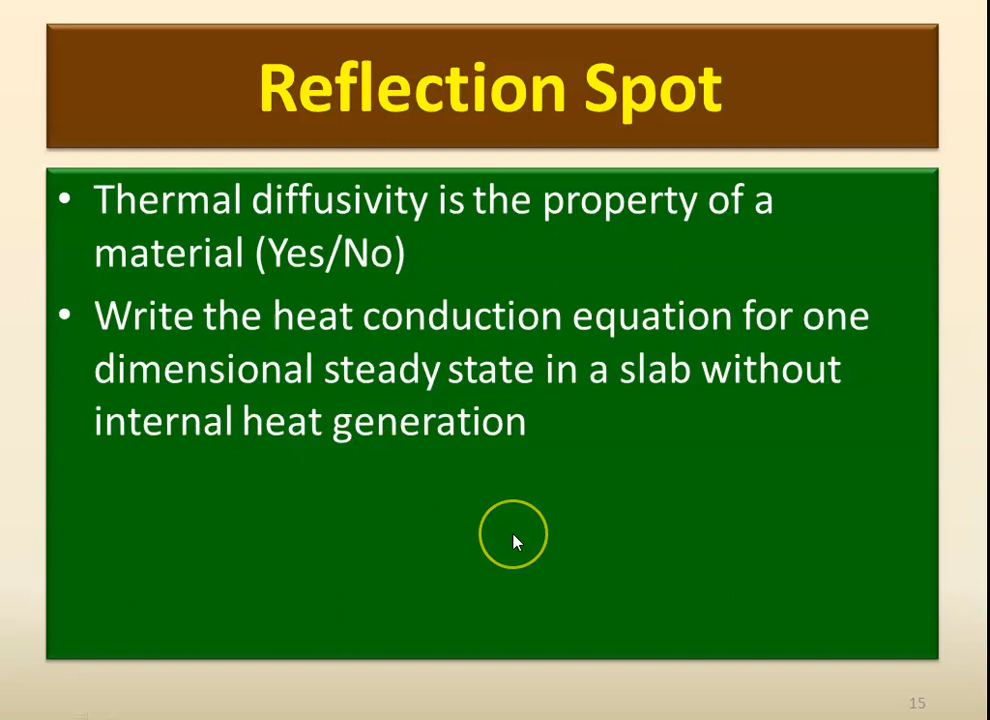 Reflection Spot
• Thermal diffusivity is the property of a
material (Yes/No)
• Write the heat conduction equation for one
dimensional steady state in a slab without
internal heat generation
15